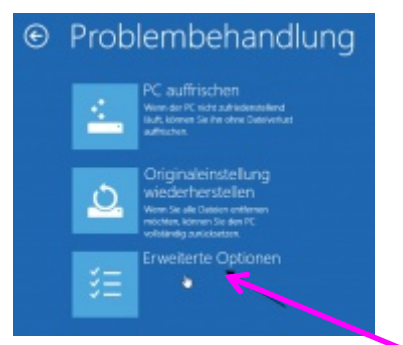 Problembehandlung
PC auffrischen
Wenn der PC nicht zufriedenstellend
läuft, können Sie ihn ohne Dateiverlust
auffrischen.
Originaleinstellung
wiederherstellen
Wenn Sie alle Dateien entfernen
möchten, können Sie den PC
vollständig zurücksetzen.
Erweiterte Optionen